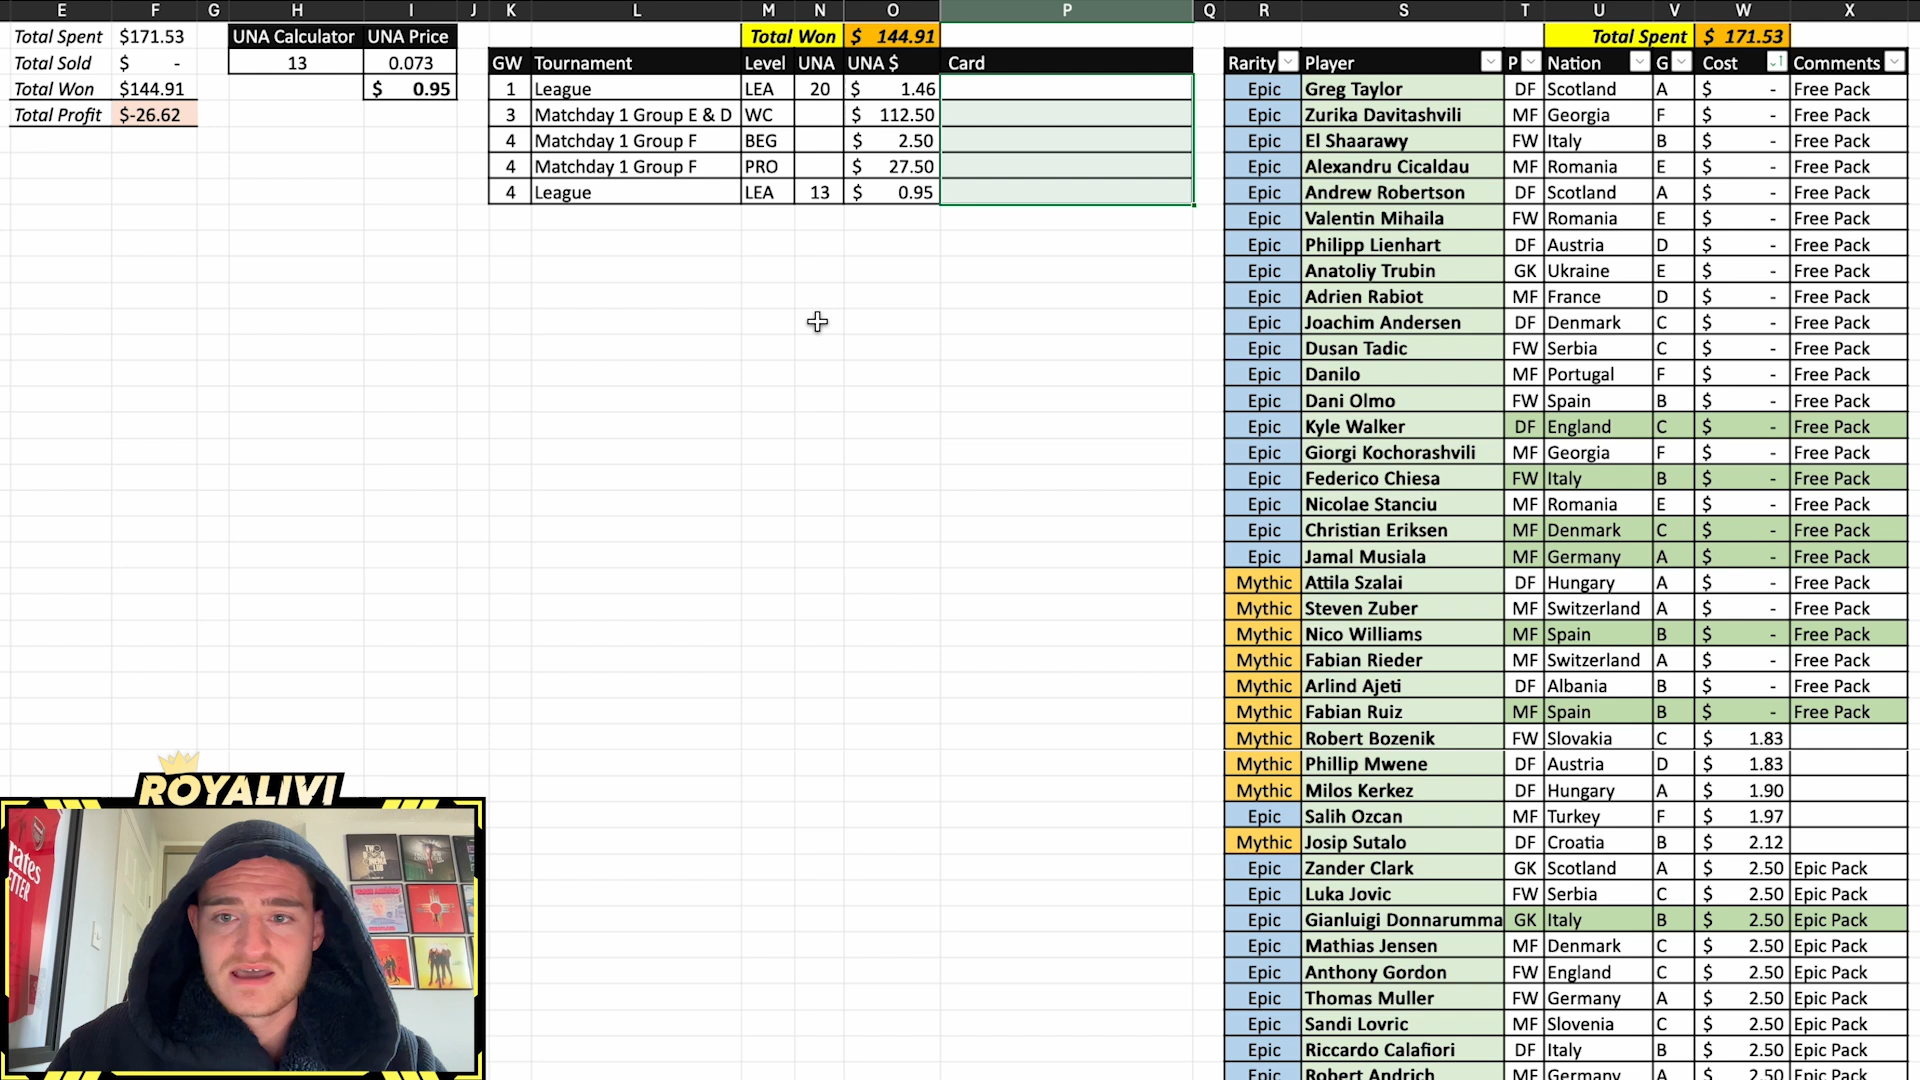 E F G H I J K L M N O P Q R S T U V W X
Total Spent $171.53 UNA Calculator UNA Price Total Won $ 144.91 Total Spent $ 171.53
Total Sold $ - 13 0.073 GW Tournament Level UNA UNA $ Card Rarity Player P Nation G Cost Comments
Total Won $144.91 $ 0.95 1 League LEA 20 $ 1.46 Epic Greg Taylor DF Scotland A $ - Free Pack
Total Profit $-26.62 3 Matchday 1 Group E & D WC $ 112.50 Epic Zurika Davitashvili MF Georgia F $ - Free Pack
4 Matchday 1 Group F BEG $ 2.50 Epic El Shaarawy FW Italy B $ - Free Pack
4 Matchday 1 Group F PRO $ 27.50 Epic Alexandru Cicaldau MF Romania E $ - Free Pack
4 League LEA 13 $ 0.95 Epic Andrew Robertson DF Scotland A $ - Free Pack
Epic Valentin Mihaila FW Romania E $ - Free Pack
Epic Philipp Lienhart DF Austria D $ - Free Pack
Epic Anatoliy Trubin GK Ukraine E $ - Free Pack
Epic Adrien Rabiot MF France D $ - Free Pack
Epic Joachim Andersen DF Denmark C $ - Free Pack
Epic Dusan Tadic FW Serbia C $ - Free Pack
Epic Danilo MF Portugal F $ - Free Pack
Epic Dani Olmo FW Spain B $ - Free Pack
Epic Kyle Walker DF England C $ - Free Pack
Epic Giorgi Kochorashvili MF Georgia F $ - Free Pack
Epic Federico Chiesa FW Italy B $ - Free Pack
Epic Nicolae Stanciu MF Romania E $ - Free Pack
Epic Christian Eriksen MF Denmark C $ - Free Pack
Epic Jamal Musiala MF Germany A $ - Free Pack
Mythic Attila Szalai DF Hungary A $ - Free Pack
Mythic Steven Zuber MF Switzerland A $ - Free Pack
Mythic Nico Williams MF Spain B $ - Free Pack
Mythic Fabian Rieder MF Switzerland A $ - Free Pack
Mythic Arlind Ajeti DF Albania B $ - Free Pack
Mythic Fabian Ruiz MF Spain B $ - Free Pack
Mythic Robert Bozenik FW Slovakia C $ 1.83
Mythic Phillip Mwene DF Austria D $ 1.83
Mythic Milos Kerkez DF Hungary A $ 1.90
Epic Salih Ozcan MF Turkey F $ 1.97
Mythic Josip Sutalo DF Croatia B $ 2.12
Epic Zander Clark GK Scotland A $ 2.50 Epic Pack
Epic Luka Jovic FW Serbia C $ 2.50 Epic Pack
Epic Gianluigi Donnarumma GK Italy B $ 2.50 Epic Pack
Epic Mathias Jensen MF Denmark C $ 2.50 Epic Pack
Epic Anthony Gordon FW England C $ 2.50 Epic Pack
Epic Thomas Muller FW Germany A $ 2.50 Epic Pack
Epic Sandi Lovric MF Slovenia C $ 2.50 Epic Pack
Epic Riccardo Calafiori DF Italy B $ 2.50 Epic Pack
Epic Robert Andrich MF Germany A $ 2.50 Epic Pack
ROYALIVI